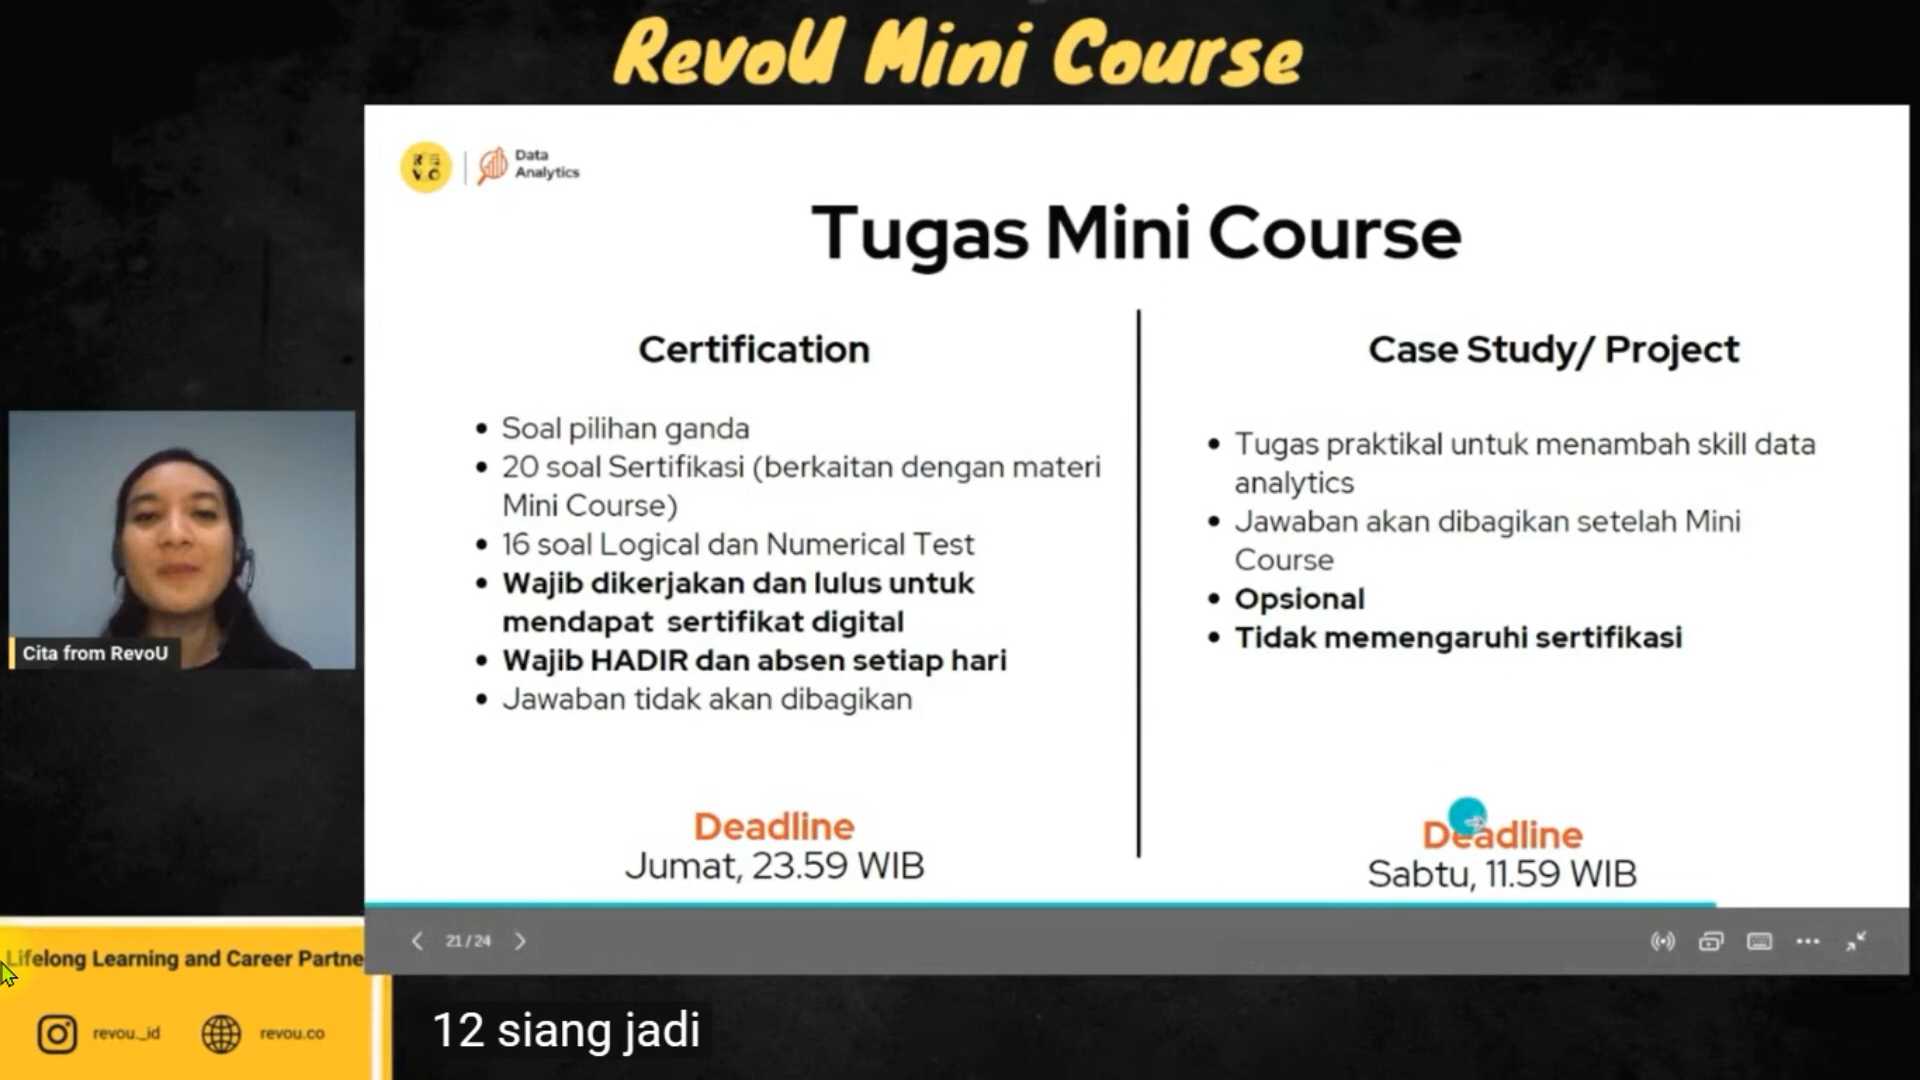 RevoU Mini Course
RE
VO
Data
Analytics
Tugas Mini Course
Certification
• Soal pilihan ganda
• 20 soal Sertifikasi (berkaitan dengan materi
Mini Course)
• 16 soal Logical dan Numerical Test
• Wajib dikerjakan dan lulus untuk
mendapat sertifikat digital
• Wajib HADIR dan absen setiap hari
• Jawaban tidak akan dibagikan
Deadline
Jumat, 23.59 WIB
Case Study/ Project
• Tugas praktikal untuk menambah skill data
analytics
• Jawaban akan dibagikan setelah Mini
Course
• Opsional
• Tidak memengaruhi sertifikasi
Deadline
Sabtu, 11.59 WIB
Cita from RevoU
21/24
Lifelong Learning and Career Partne
revou_id
revou.co
12 siang jadi